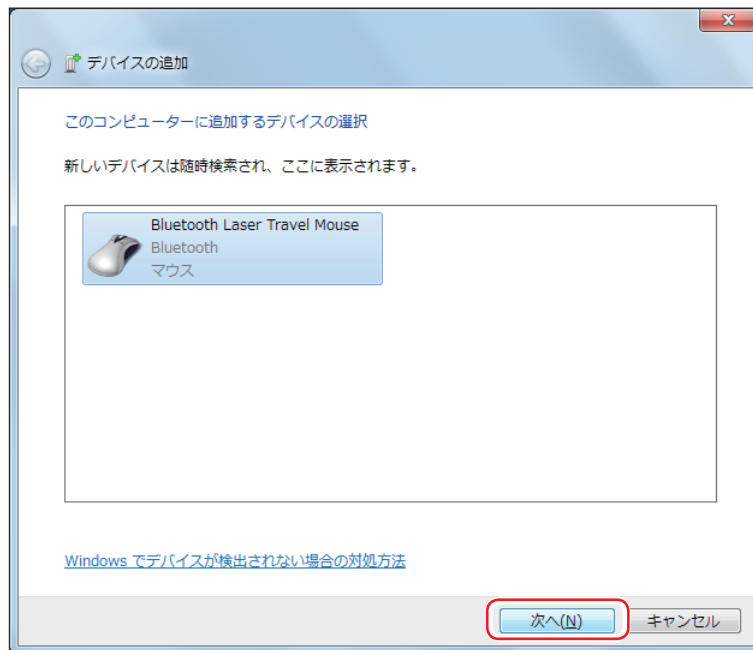 デバイスの追加
このコンピューターに追加するデバイスの選択
新しいデバイスは随時検索され、ここに表示されます。
Bluetooth Laser Travel Mouse
Bluetooth
マウス
Windows でデバイスが検出されない場合の対処方法
次へ(N)
キャンセル